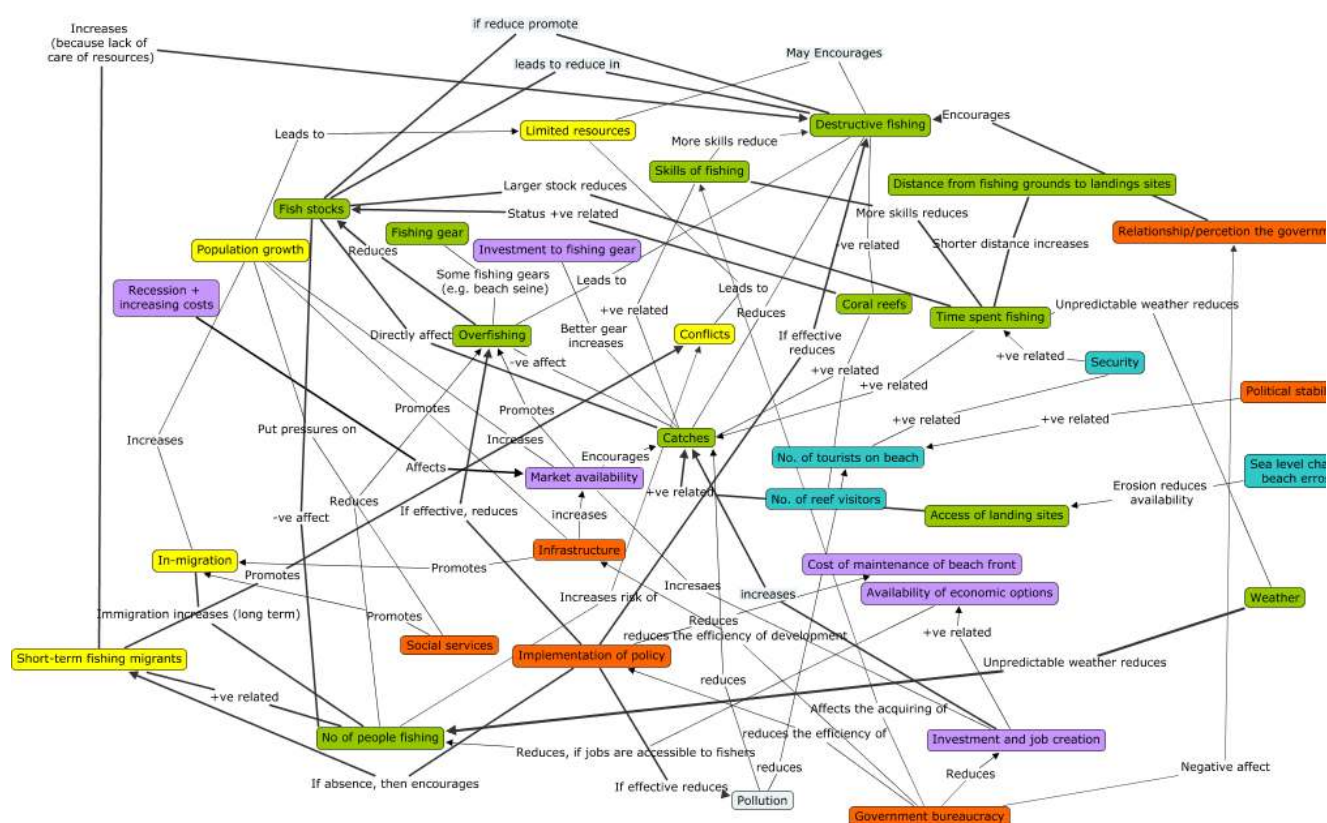 Increases
(because lack of
care of resources)
if reduce promote
May Encourages
leads to reduce in
Leads to
Limited resources
More skills reduce
Destructive fishing
Encourages
Skills of fishing
Larger stock reduces
Distance from fishing grounds to landings sites
Fish stocks
Status +ve related
More skills reduces
Fishing gear
Investment to fishing gear
Relationship/percetion the governm
Population growth
Reduces
-ve related
Shorter distance increases
Recession +
increasing costs
Some fishing gears
(e.g. beach seine)
Leads to
Leads to
Coral reefs
Unpredictable weather reduces
+ve related
Reduces
Time spent fishing
Directly affect
Overfishing
Better gear
increases
Conflicts
If effective
reduces
-ve affect
+ve related
Security
+ve related
+ve related
Promotes
Promotes
Political stabil
Increases
Put pressures on
Increases
Catches
+ve related
+ve related
Encourages
No. of tourists on beach
Affects
Market availability
Sea level cha
beach eros
+ve related
No. of reef visitors
Erosion reduces
availability
Reduces
-ve affect
If effective, reduces
increases
Access of landing sites
In-migration
Infrastructure
Promotes
Cost of maintenance of beach front
Promotes
Increases risk of
Incresaes
increases
Availability of economic options
Weather
Immigration increases (long term)
Promotes
Reduces
reduces the efficiency of development
+ve related
Social services
Short-term fishing migrants
Implementation of policy
Unpredictable weather reduces
+ve related
reduces
Affects the acquiring of
No of people fishing
reduces the efficiency of
Investment and job creation
Reduces, if jobs are accessible to fishers
reduces
Reduces
Negative affect
If absence, then encourages
If effective reduces
Pollution
Government bureaucracy